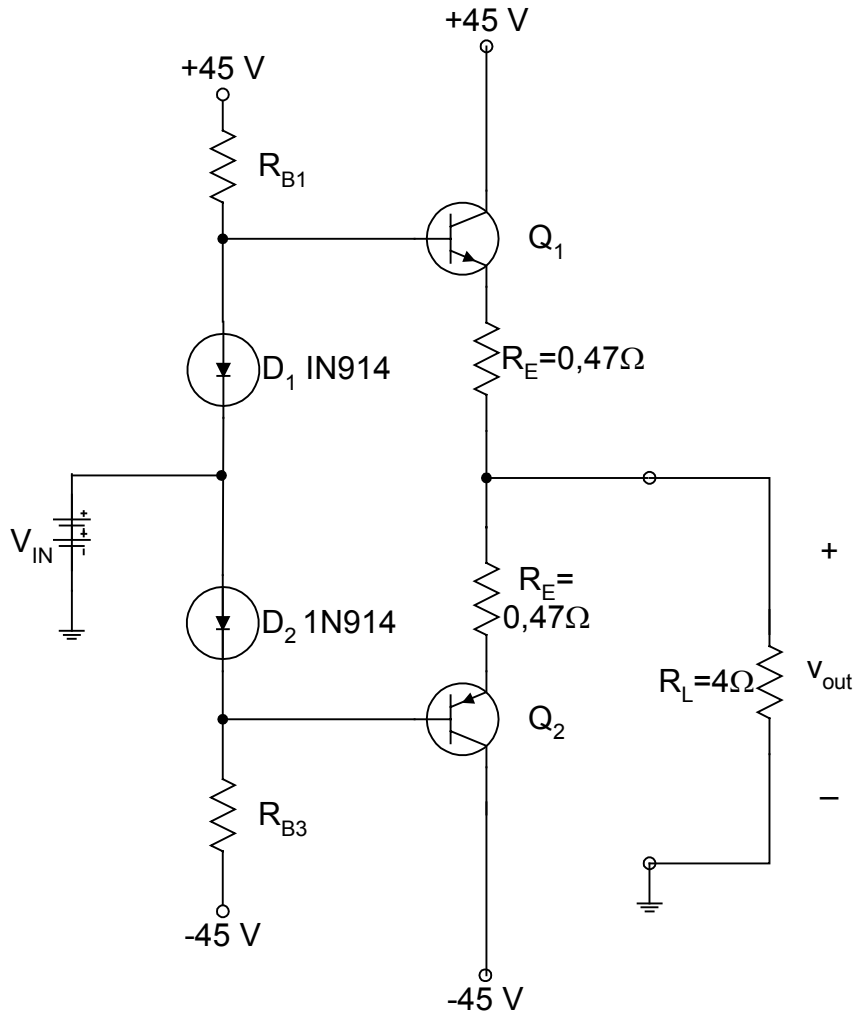 +45 V
+45 V
R_B1
Q_1
D_1 IN914
R_E=0,47Ω
+
+
V_IN
R_E=
0,47Ω
D_2 1N914
+
R_L=4Ω
v_out
Q_2
–
R_B3
-45 V
-45 V